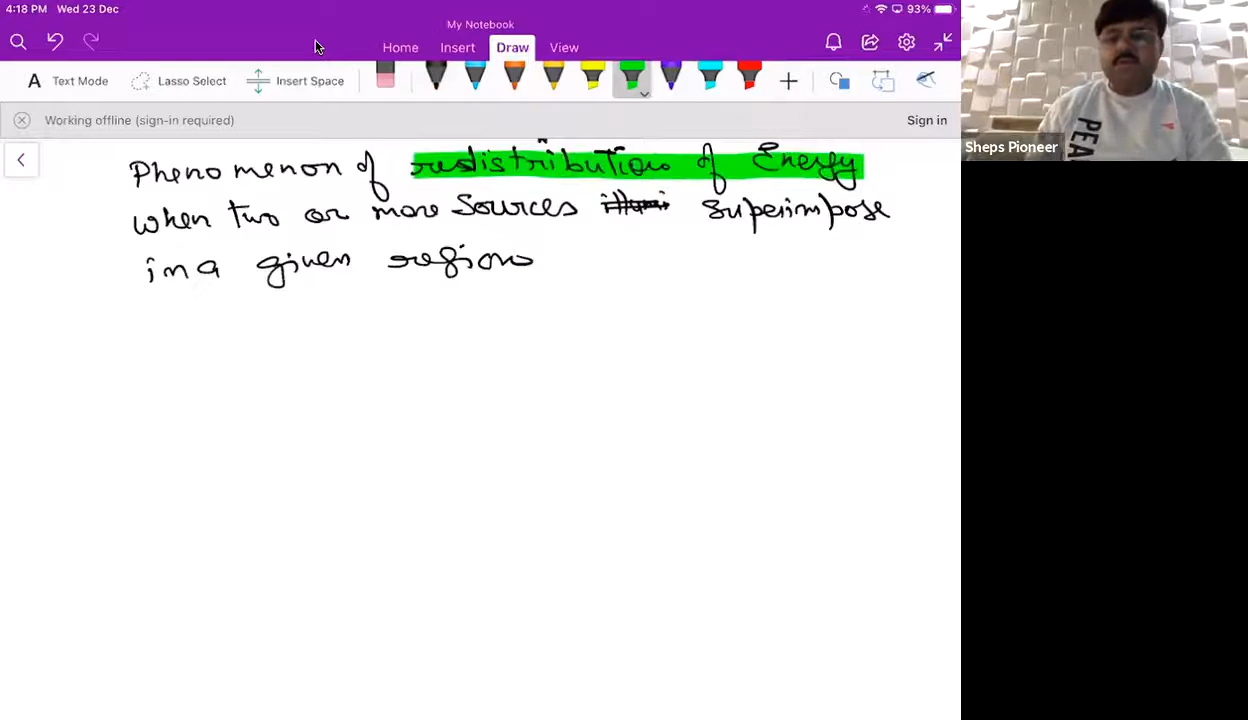 4:18 PM Wed 23 Dec 93%
My Notebook
Home Insert Draw View
A Text Mode Lasso Select Insert Space
Working offline (sign-in required) Sign in
Phenomenon of redistribution of Energy
when two or more sources superimpose
in a given region
Sheps Pioneer
PEA